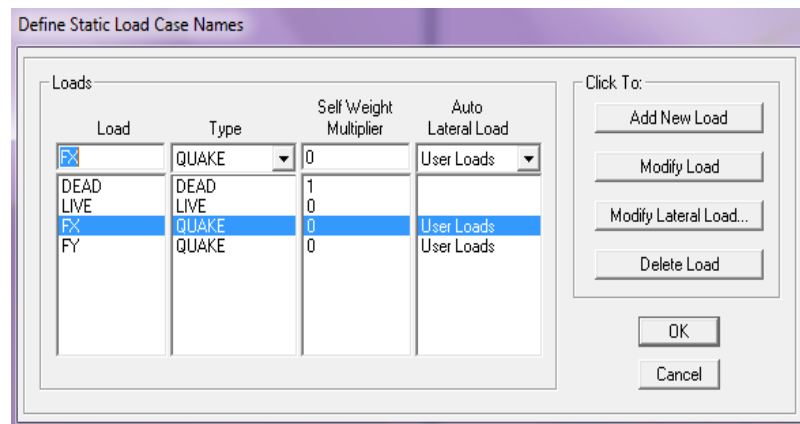 Define Static Load Case Names
Loads
Click To:
Load Type Self Weight Multiplier Auto Lateral Load
FX QUAKE 0 User Loads
DEAD DEAD 1
LIVE LIVE 0
FX QUAKE 0 User Loads
FY QUAKE 0 User Loads
Add New Load
Modify Load
Modify Lateral Load...
Delete Load
OK
Cancel